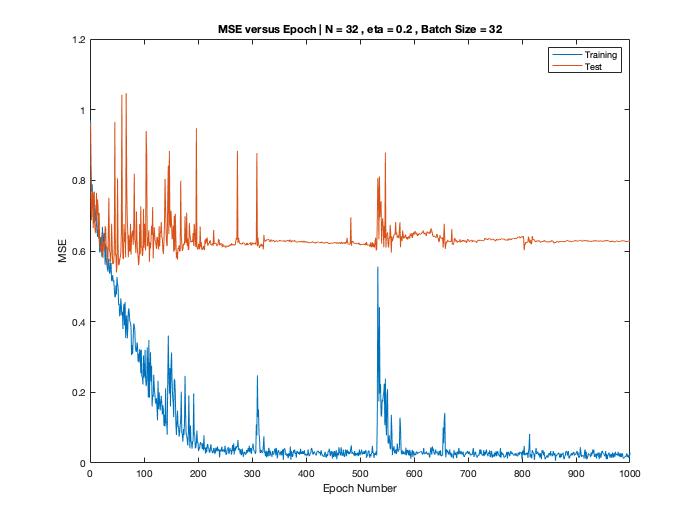 MSE versus Epoch | N = 32 , eta = 0.2 , Batch Size = 32
1.2
1
0.8
0.6
0.4
0.2
0
MSE
Training
Test
0 100 200 300 400 500 600 700 800 900 1000
Epoch Number